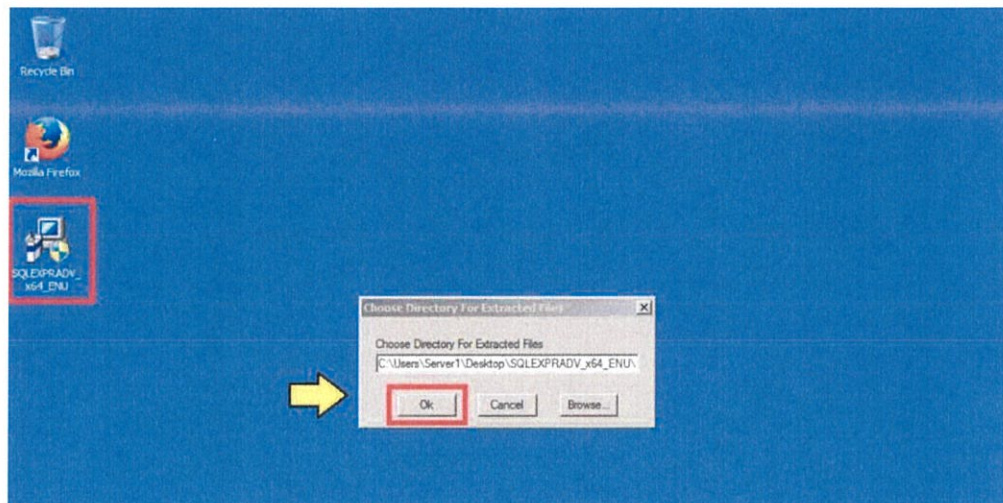 Recycle Bin
Mozilla Firefox
SQLEXPRADV_
x64_ENU
Choose Directory For Extracted Files
Choose Directory For Extracted Files
C:\Users\Server1\Desktop\SQLEXPRADV_x64_ENU\
Ok
Cancel
Browse...